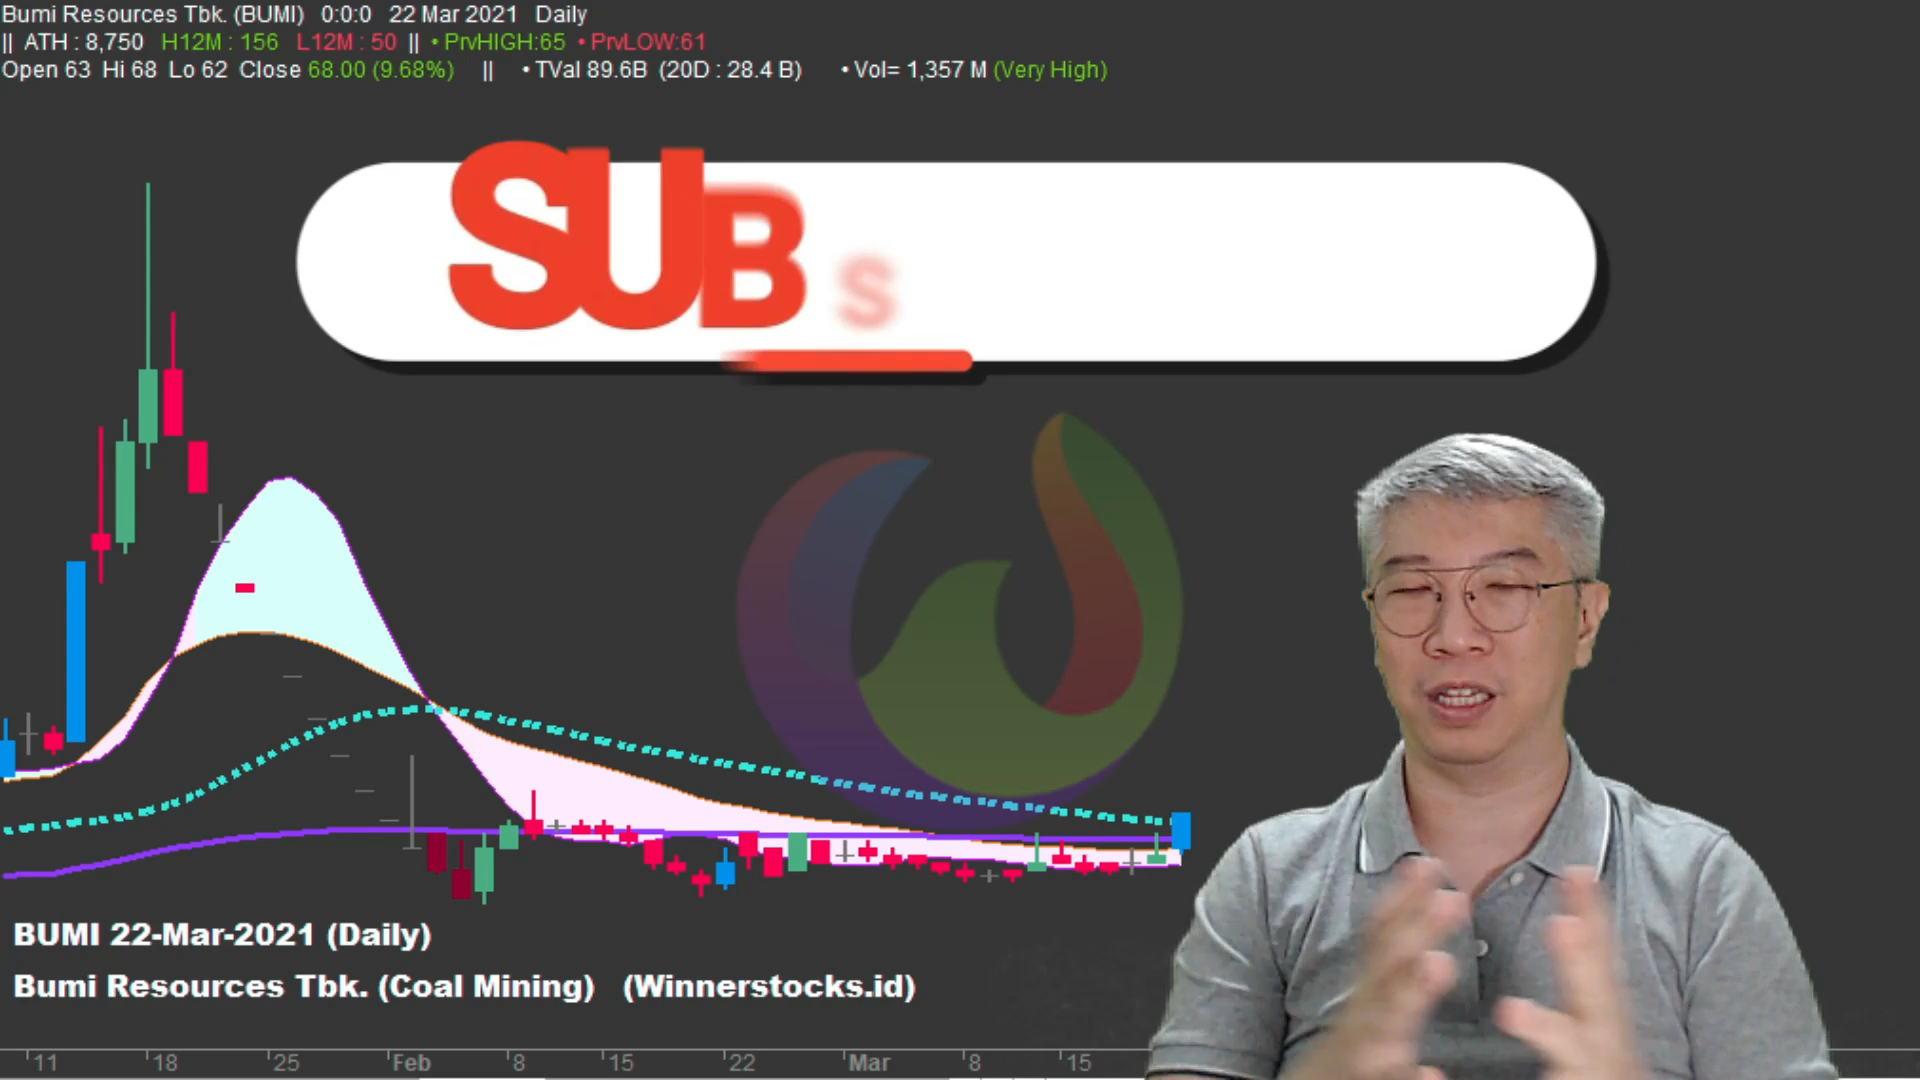 Bumi Resources Tbk. (BUMI) 0:0:0 22 Mar 2021 Daily
|| ATH : 8,750 H12M : 156 L12M : 50 || • PrvHIGH:65 • PrvLOW:61
Open 63 Hi 68 Lo 62 Close 68.00 (9.68%) || • TVal 89.6B (20D : 28.4 B) • Vol= 1,357 M (Very High)
SUBS
BUMI 22-Mar-2021 (Daily)
Bumi Resources Tbk. (Coal Mining) (Winnerstocks.id)
11 18 25 Feb 8 15 22 Mar 8 15